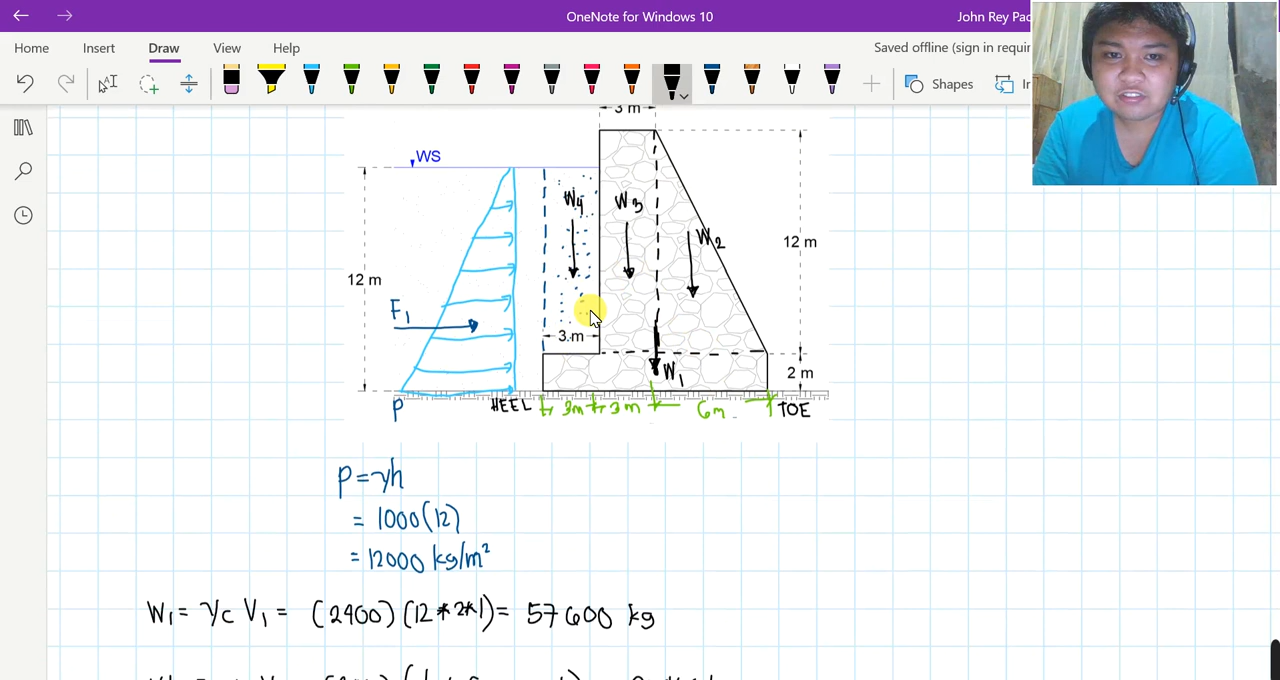 OneNote for Windows 10
John Rey Pac
Home Insert Draw View Help
Saved offline (sign in requir
Shapes
In
3 m
WS
W4 W3 W2
12 m
12 m
F1
3 m
W1
2 m
P HEEL 3m 3m 6m TOE
P = γh
= 1000(12)
= 12000 kg/m²
W1 = γc V1 = (2400)(12*2*1) = 57600 kg